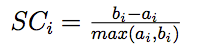 SC_i = \frac{b_i - a_i}{max(a_i, b_i)}